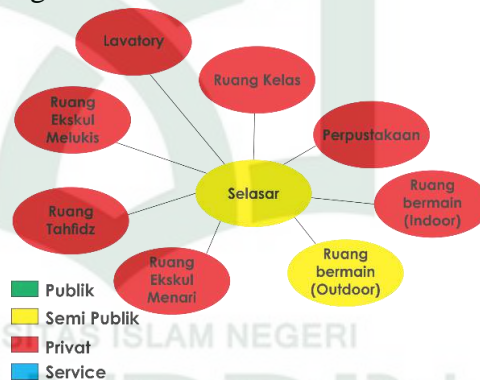 Lavatory
Ruang Kelas
Ruang
Ekskul
Melukis
Perpustakaan
Selasar
Ruang
bermain
(Indoor)
Ruang
Tahfidz
Ruang
Ekskul
Menari
Ruang
bermain
(Outdoor)
Publik
Semi Publik
Privat
Service
ISLAM NEGERI